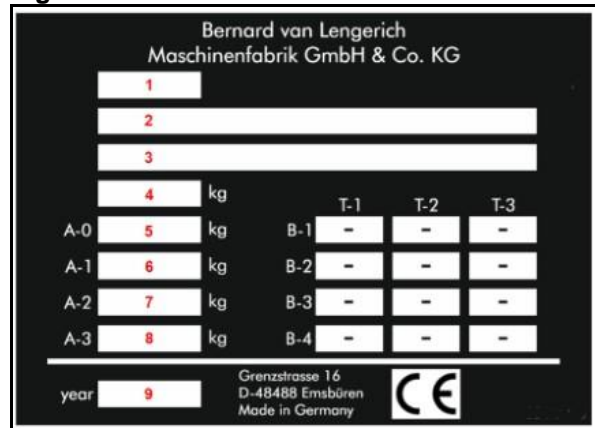 Bernard van Lengerich
Maschinenfabrik GmbH & Co. KG
1
2
3
4 kg
T-1 T-2 T-3
A-0 5 kg B-1 - - -
A-1 6 kg B-2 - - -
A-2 7 kg B-3 - - -
A-3 8 kg B-4 - - -
year 9
Grenzstrasse 16
D-48488 Emsbüren
Made in Germany
CE